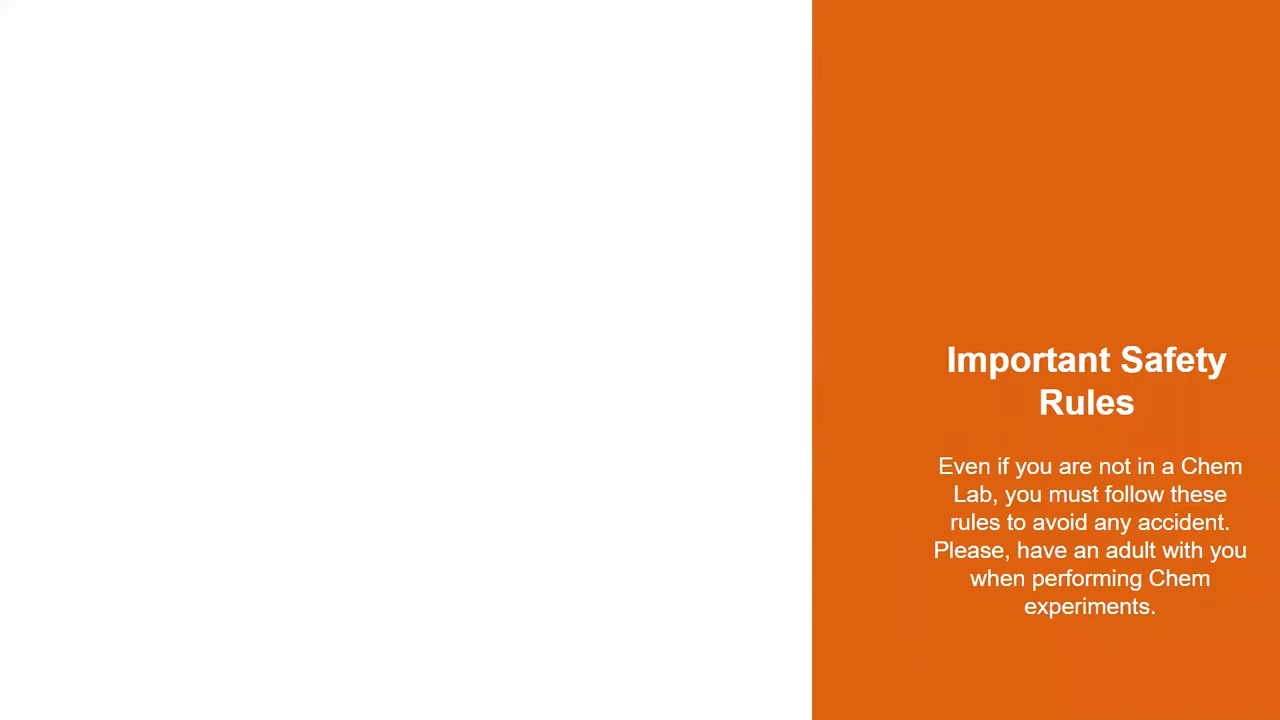 Important Safety
Rules
Even if you are not in a Chem
Lab, you must follow these
rules to avoid any accident.
Please, have an adult with you
when performing Chem
experiments.